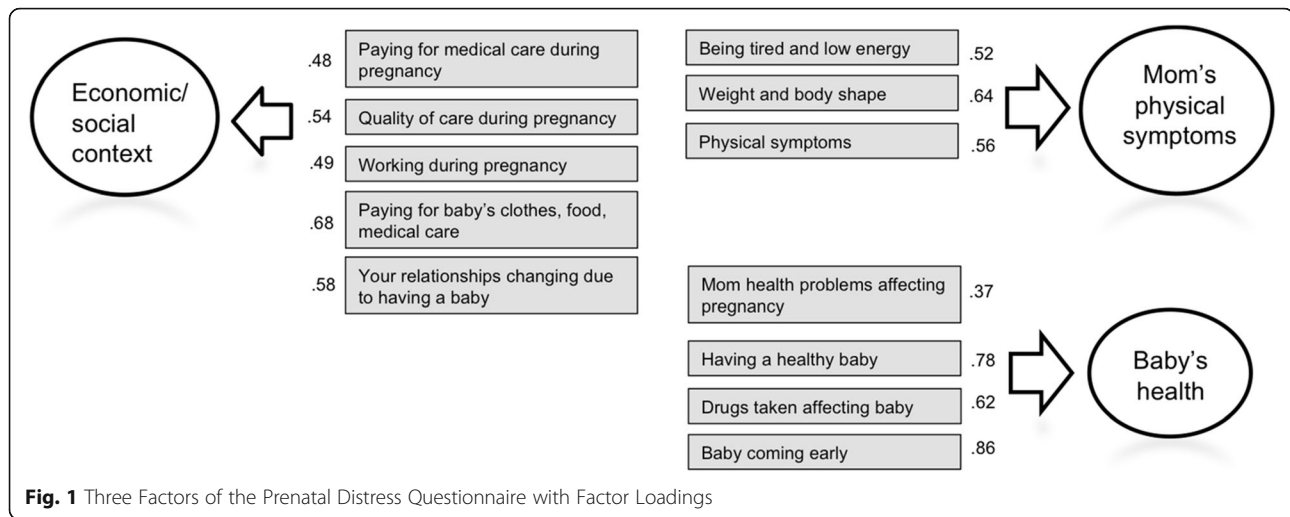 Economic/
social
context
.48
Paying for medical care during
pregnancy
.54
Quality of care during pregnancy
.49
Working during pregnancy
.68
Paying for baby's clothes, food,
medical care
.58
Your relationships changing due
to having a baby
Being tired and low energy
.52
Weight and body shape
.64
Physical symptoms
.56
Mom's
physical
symptoms
Mom health problems affecting
pregnancy
.37
Having a healthy baby
.78
Drugs taken affecting baby
.62
Baby coming early
.86
Baby's
health
Fig. 1 Three Factors of the Prenatal Distress Questionnaire with Factor Loadings